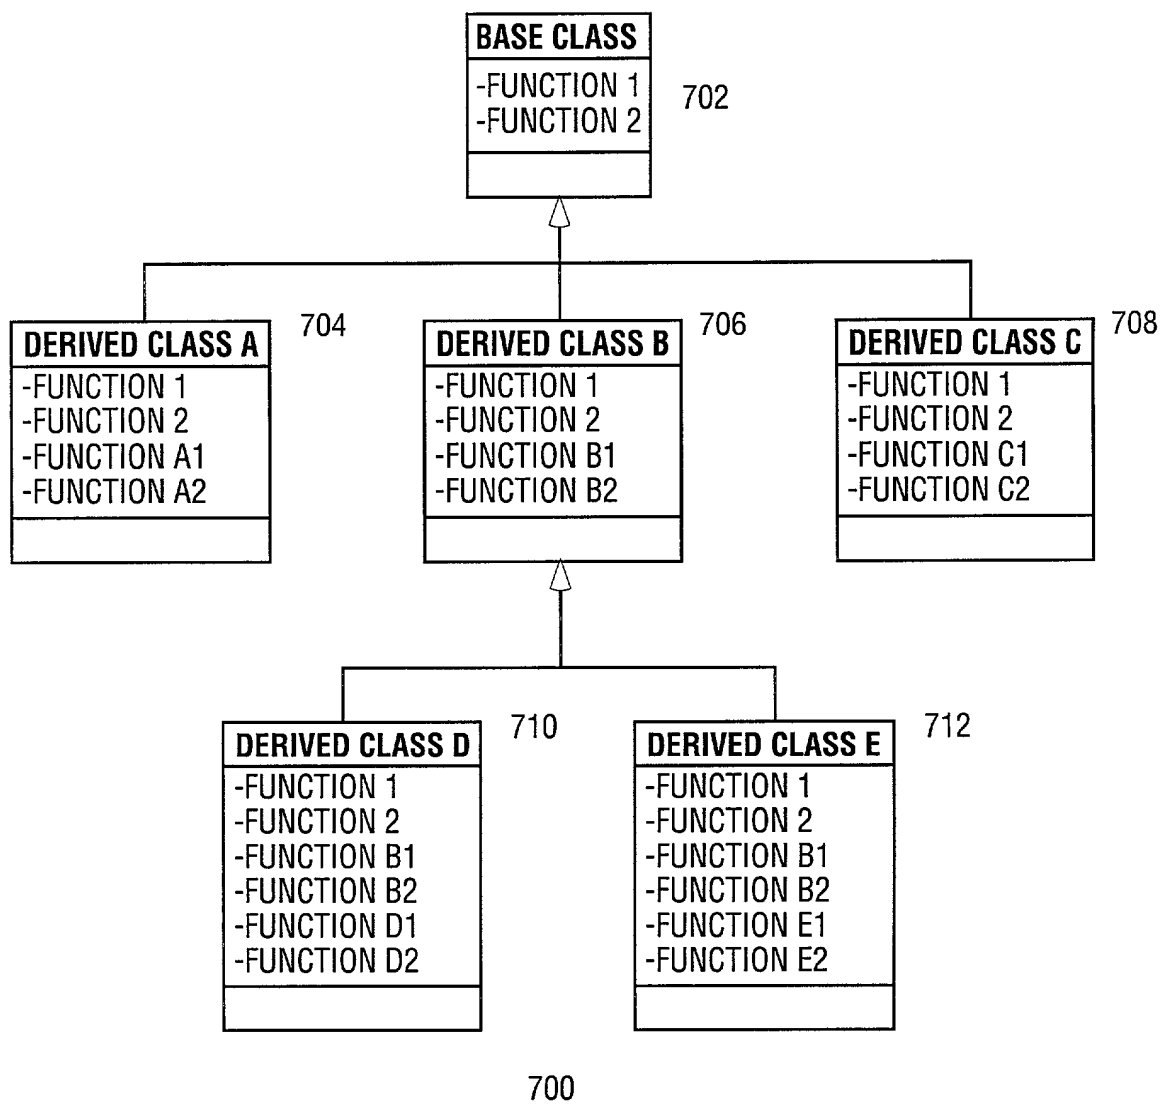 BASE CLASS
-FUNCTION 1
-FUNCTION 2
702
DERIVED CLASS A
-FUNCTION 1
-FUNCTION 2
-FUNCTION A1
-FUNCTION A2
704
DERIVED CLASS B
-FUNCTION 1
-FUNCTION 2
-FUNCTION B1
-FUNCTION B2
706
DERIVED CLASS C
-FUNCTION 1
-FUNCTION 2
-FUNCTION C1
-FUNCTION C2
708
DERIVED CLASS D
-FUNCTION 1
-FUNCTION 2
-FUNCTION B1
-FUNCTION B2
-FUNCTION D1
-FUNCTION D2
710
DERIVED CLASS E
-FUNCTION 1
-FUNCTION 2
-FUNCTION B1
-FUNCTION B2
-FUNCTION E1
-FUNCTION E2
712
700